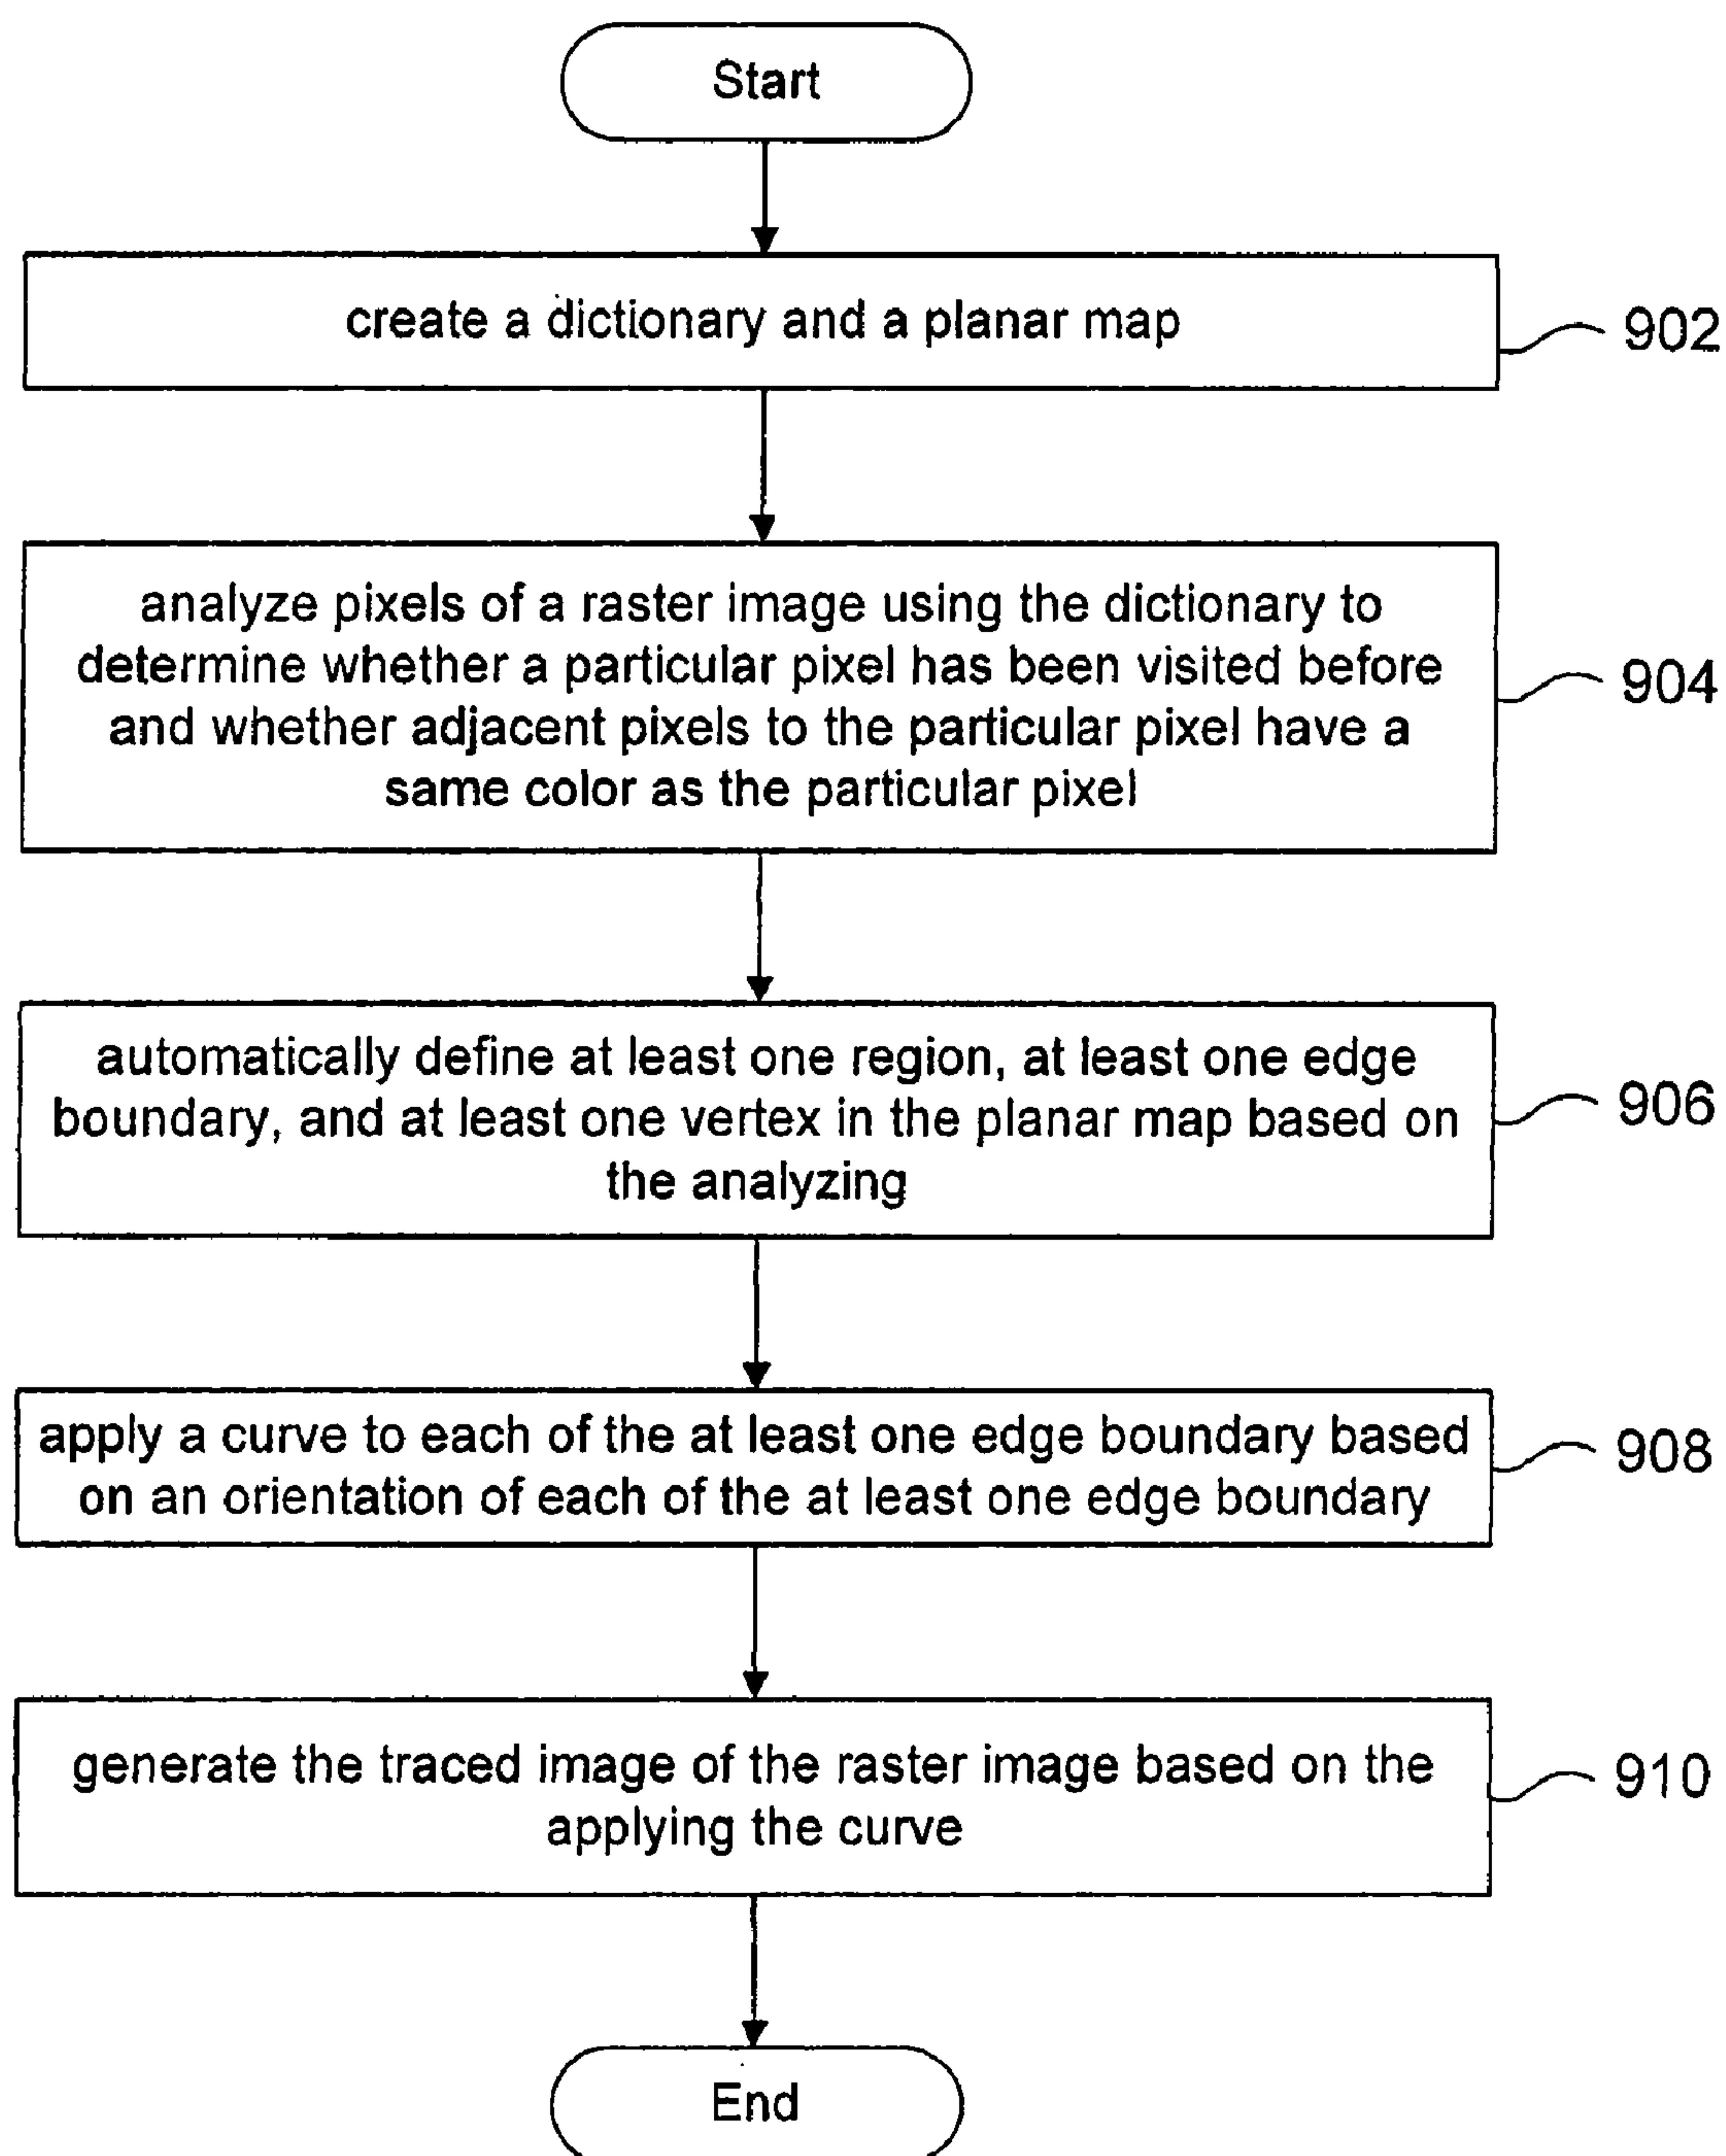 Start
create a dictionary and a planar map
902
analyze pixels of a raster image using the dictionary to
determine whether a particular pixel has been visited before
and whether adjacent pixels to the particular pixel have a
same color as the particular pixel
904
automatically define at least one region, at least one edge
boundary, and at least one vertex in the planar map based on
the analyzing
906
apply a curve to each of the at least one edge boundary based
on an orientation of each of the at least one edge boundary
908
generate the traced image of the raster image based on the
applying the curve
910
End